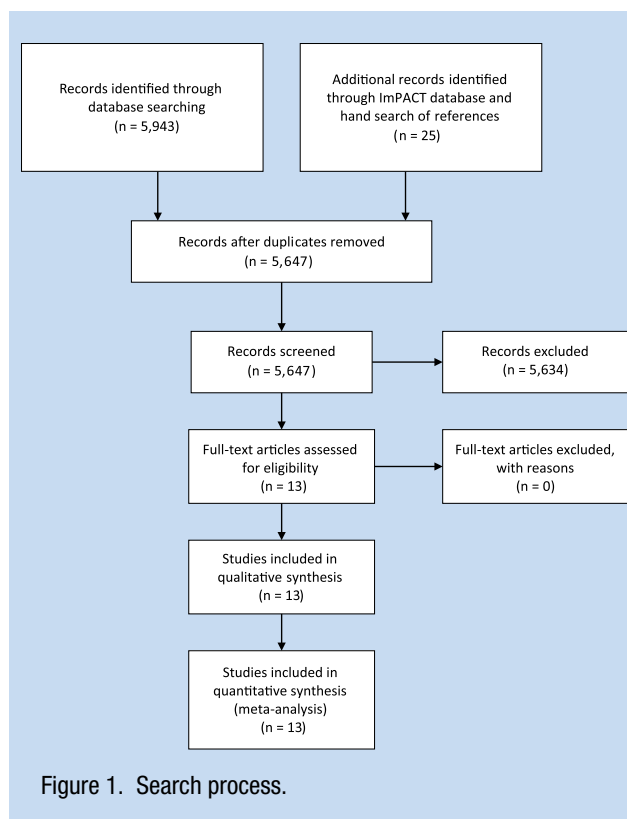 Records identified through
database searching
(n = 5,943)
Additional records identified
through ImPACT database and
hand search of references
(n = 25)
Records after duplicates removed
(n = 5,647)
Records screened
(n = 5,647)
Records excluded
(n = 5,634)
Full-text articles assessed
for eligibility
(n = 13)
Full-text articles excluded,
with reasons
(n = 0)
Studies included in
qualitative synthesis
(n = 13)
Studies included in
quantitative synthesis
(meta-analysis)
(n = 13)
Figure 1. Search process.